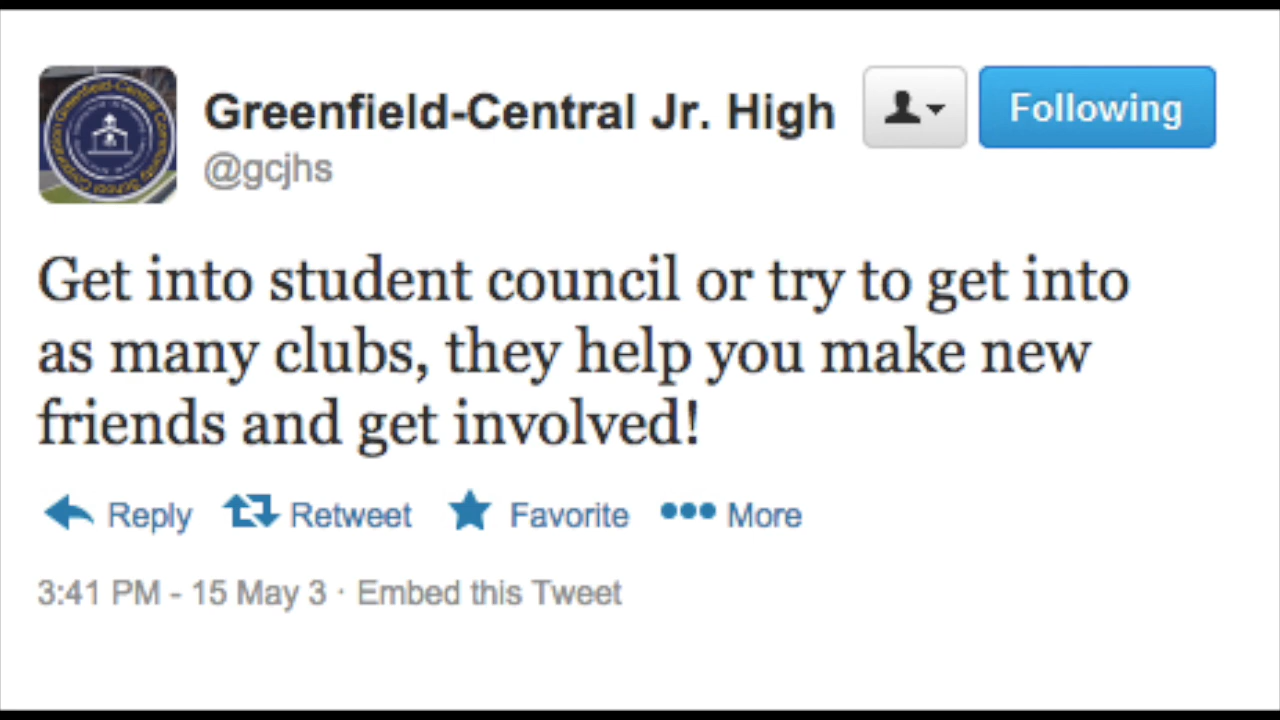 Greenfield-Central Jr. High
Following
@gcjhs
Get into student council or try to get into
as many clubs, they help you make new
friends and get involved!
Reply Retweet Favorite More
3:41 PM - 15 May 3 · Embed this Tweet